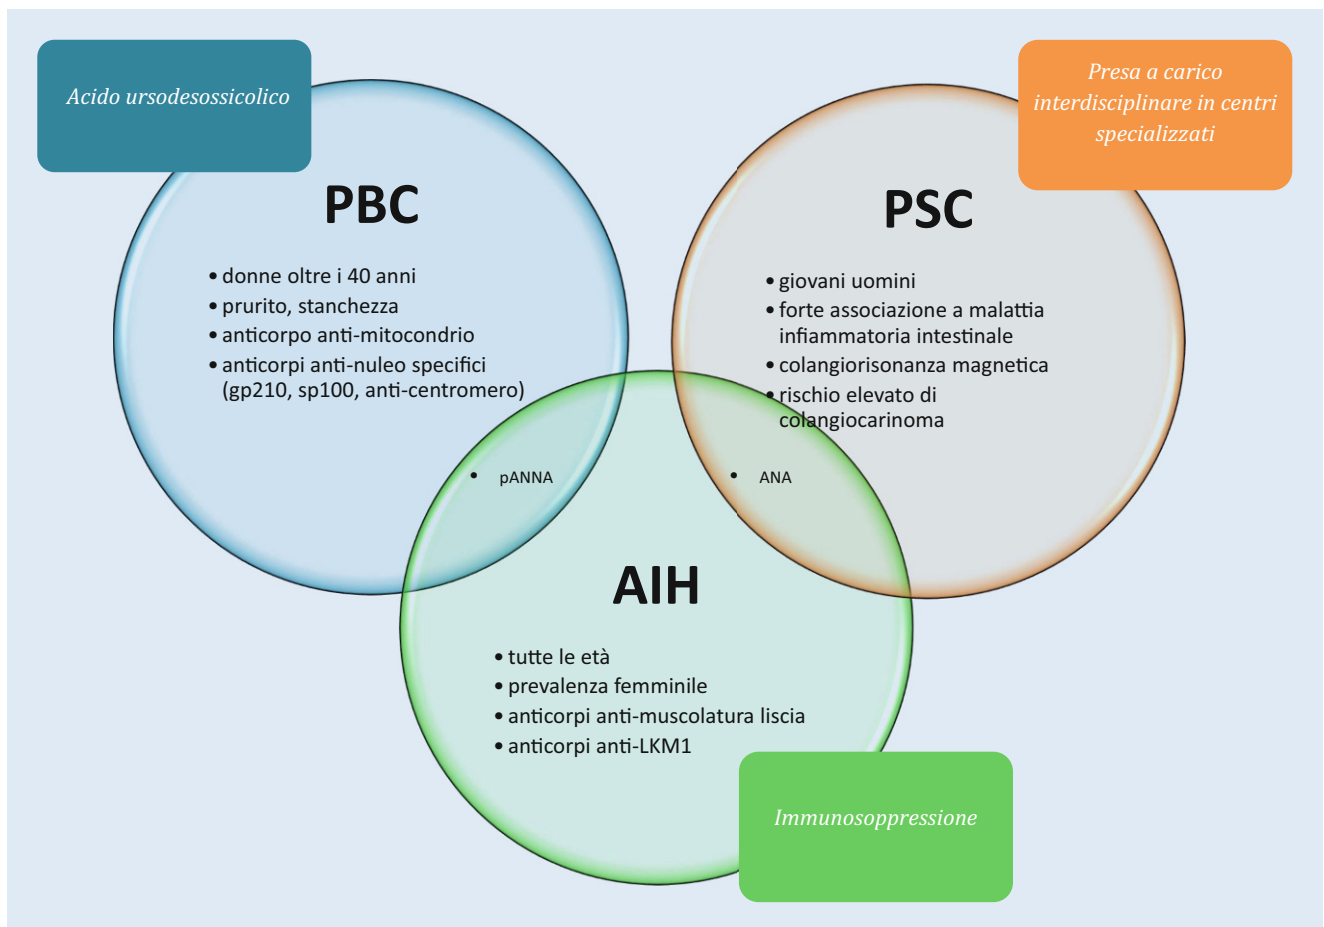 Acido ursodesossicolico
Presa a carico
interdisciplinare in centri
specializzati
PBC
• donne oltre i 40 anni
• prurito, stanchezza
• anticorpo anti-mitocondrio
• anticorpi anti-nuleo specifici
(gp210, sp100, anti-centromero)
PSC
• giovani uomini
• forte associazione a malattia
infiammatoria intestinale
• colangiorisonanza magnetica
• rischio elevato di
colangiocarinoma
• pANNA
• ANA
AIH
• tutte le età
• prevalenza femminile
• anticorpi anti-muscolatura liscia
• anticorpi anti-LKM1
Immunosoppressione